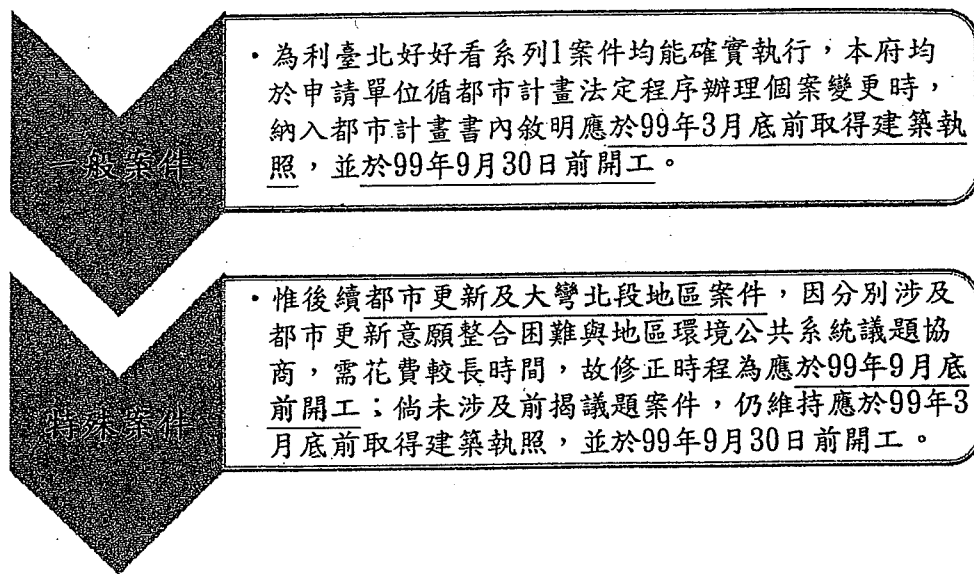 一般案件
・為利臺北好好看系列1案件均能確實執行，本府均
於申請單位循都市計畫法定程序辦理個案變更時，
納入都市計畫書內敘明應於99年3月底前取得建築執
照，並於99年9月30日前開工。
特殊案件
・惟後續都市更新及大彎北段地區案件，因分別涉及
都市更新意願整合困難與地區環境公共系統議題協
商，需花費較長時間，故修正時程為應於99年9月底
前開工；倘未涉及前揭議題案件，仍維持應於99年3
月底前取得建築執照，並於99年9月30日前開工。